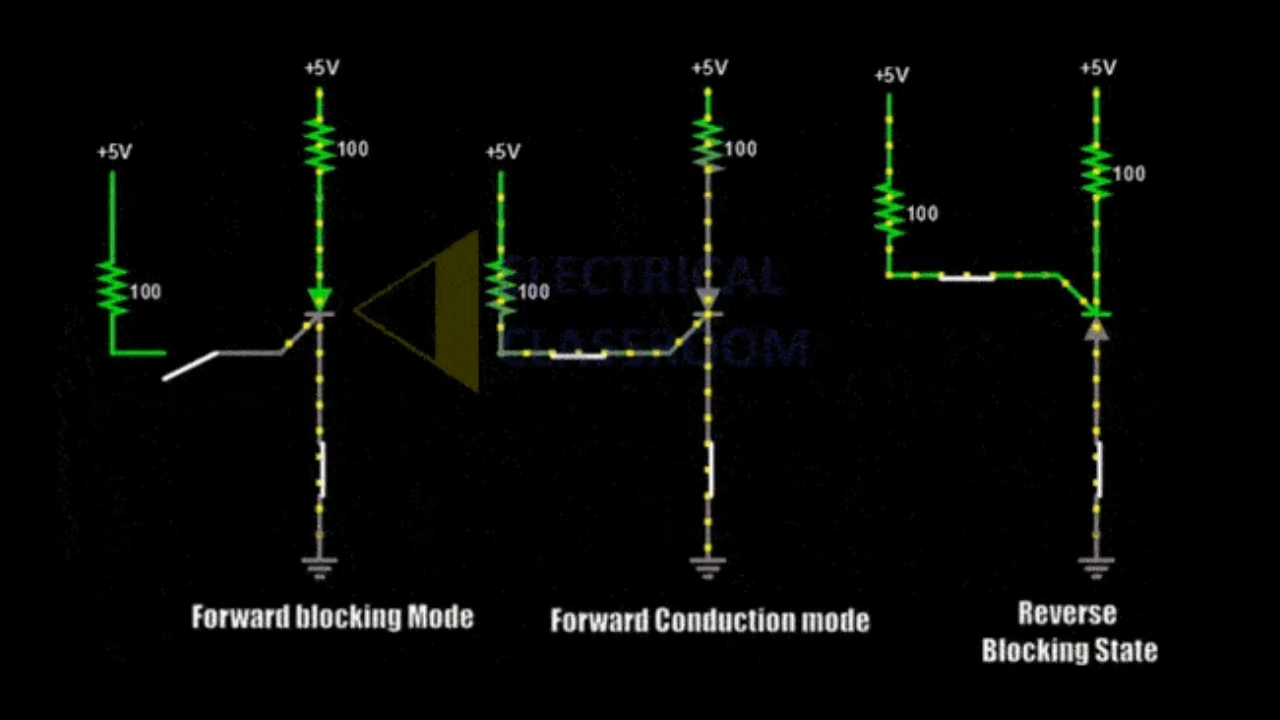 +5V
100
+5V
100
Forward blocking Mode
+5V
100
+5V
100
Forward Conduction mode
+5V
100
+5V
100
Reverse
Blocking State
ELECTRICAL
CLASSROOM